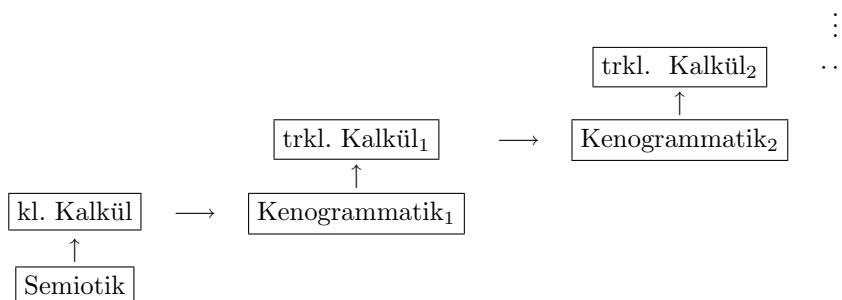 trkl. Kalkül₂
trkl. Kalkül₁
Kenogrammatik₂
kl. Kalkül
Kenogrammatik₁
Semiotik